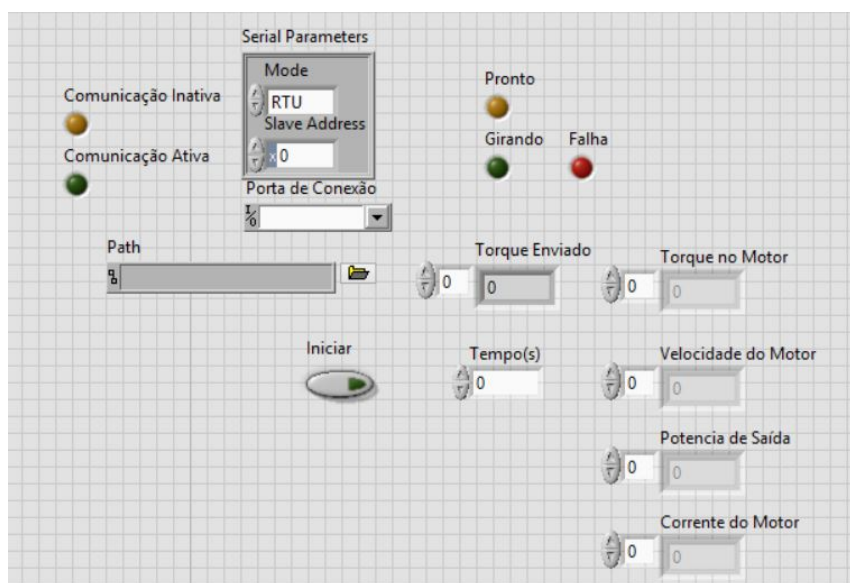 Serial Parameters
Mode
RTU
Slave Address
x 0
Porta de Conexão
Comunicação Inativa
Comunicação Ativa
Pronto
Girando Falha
Path
Torque Enviado
0 0
Torque no Motor
0 0
Iniciar
Tempo(s)
0
Velocidade do Motor
0 0
Potencia de Saída
0 0
Corrente do Motor
0 0